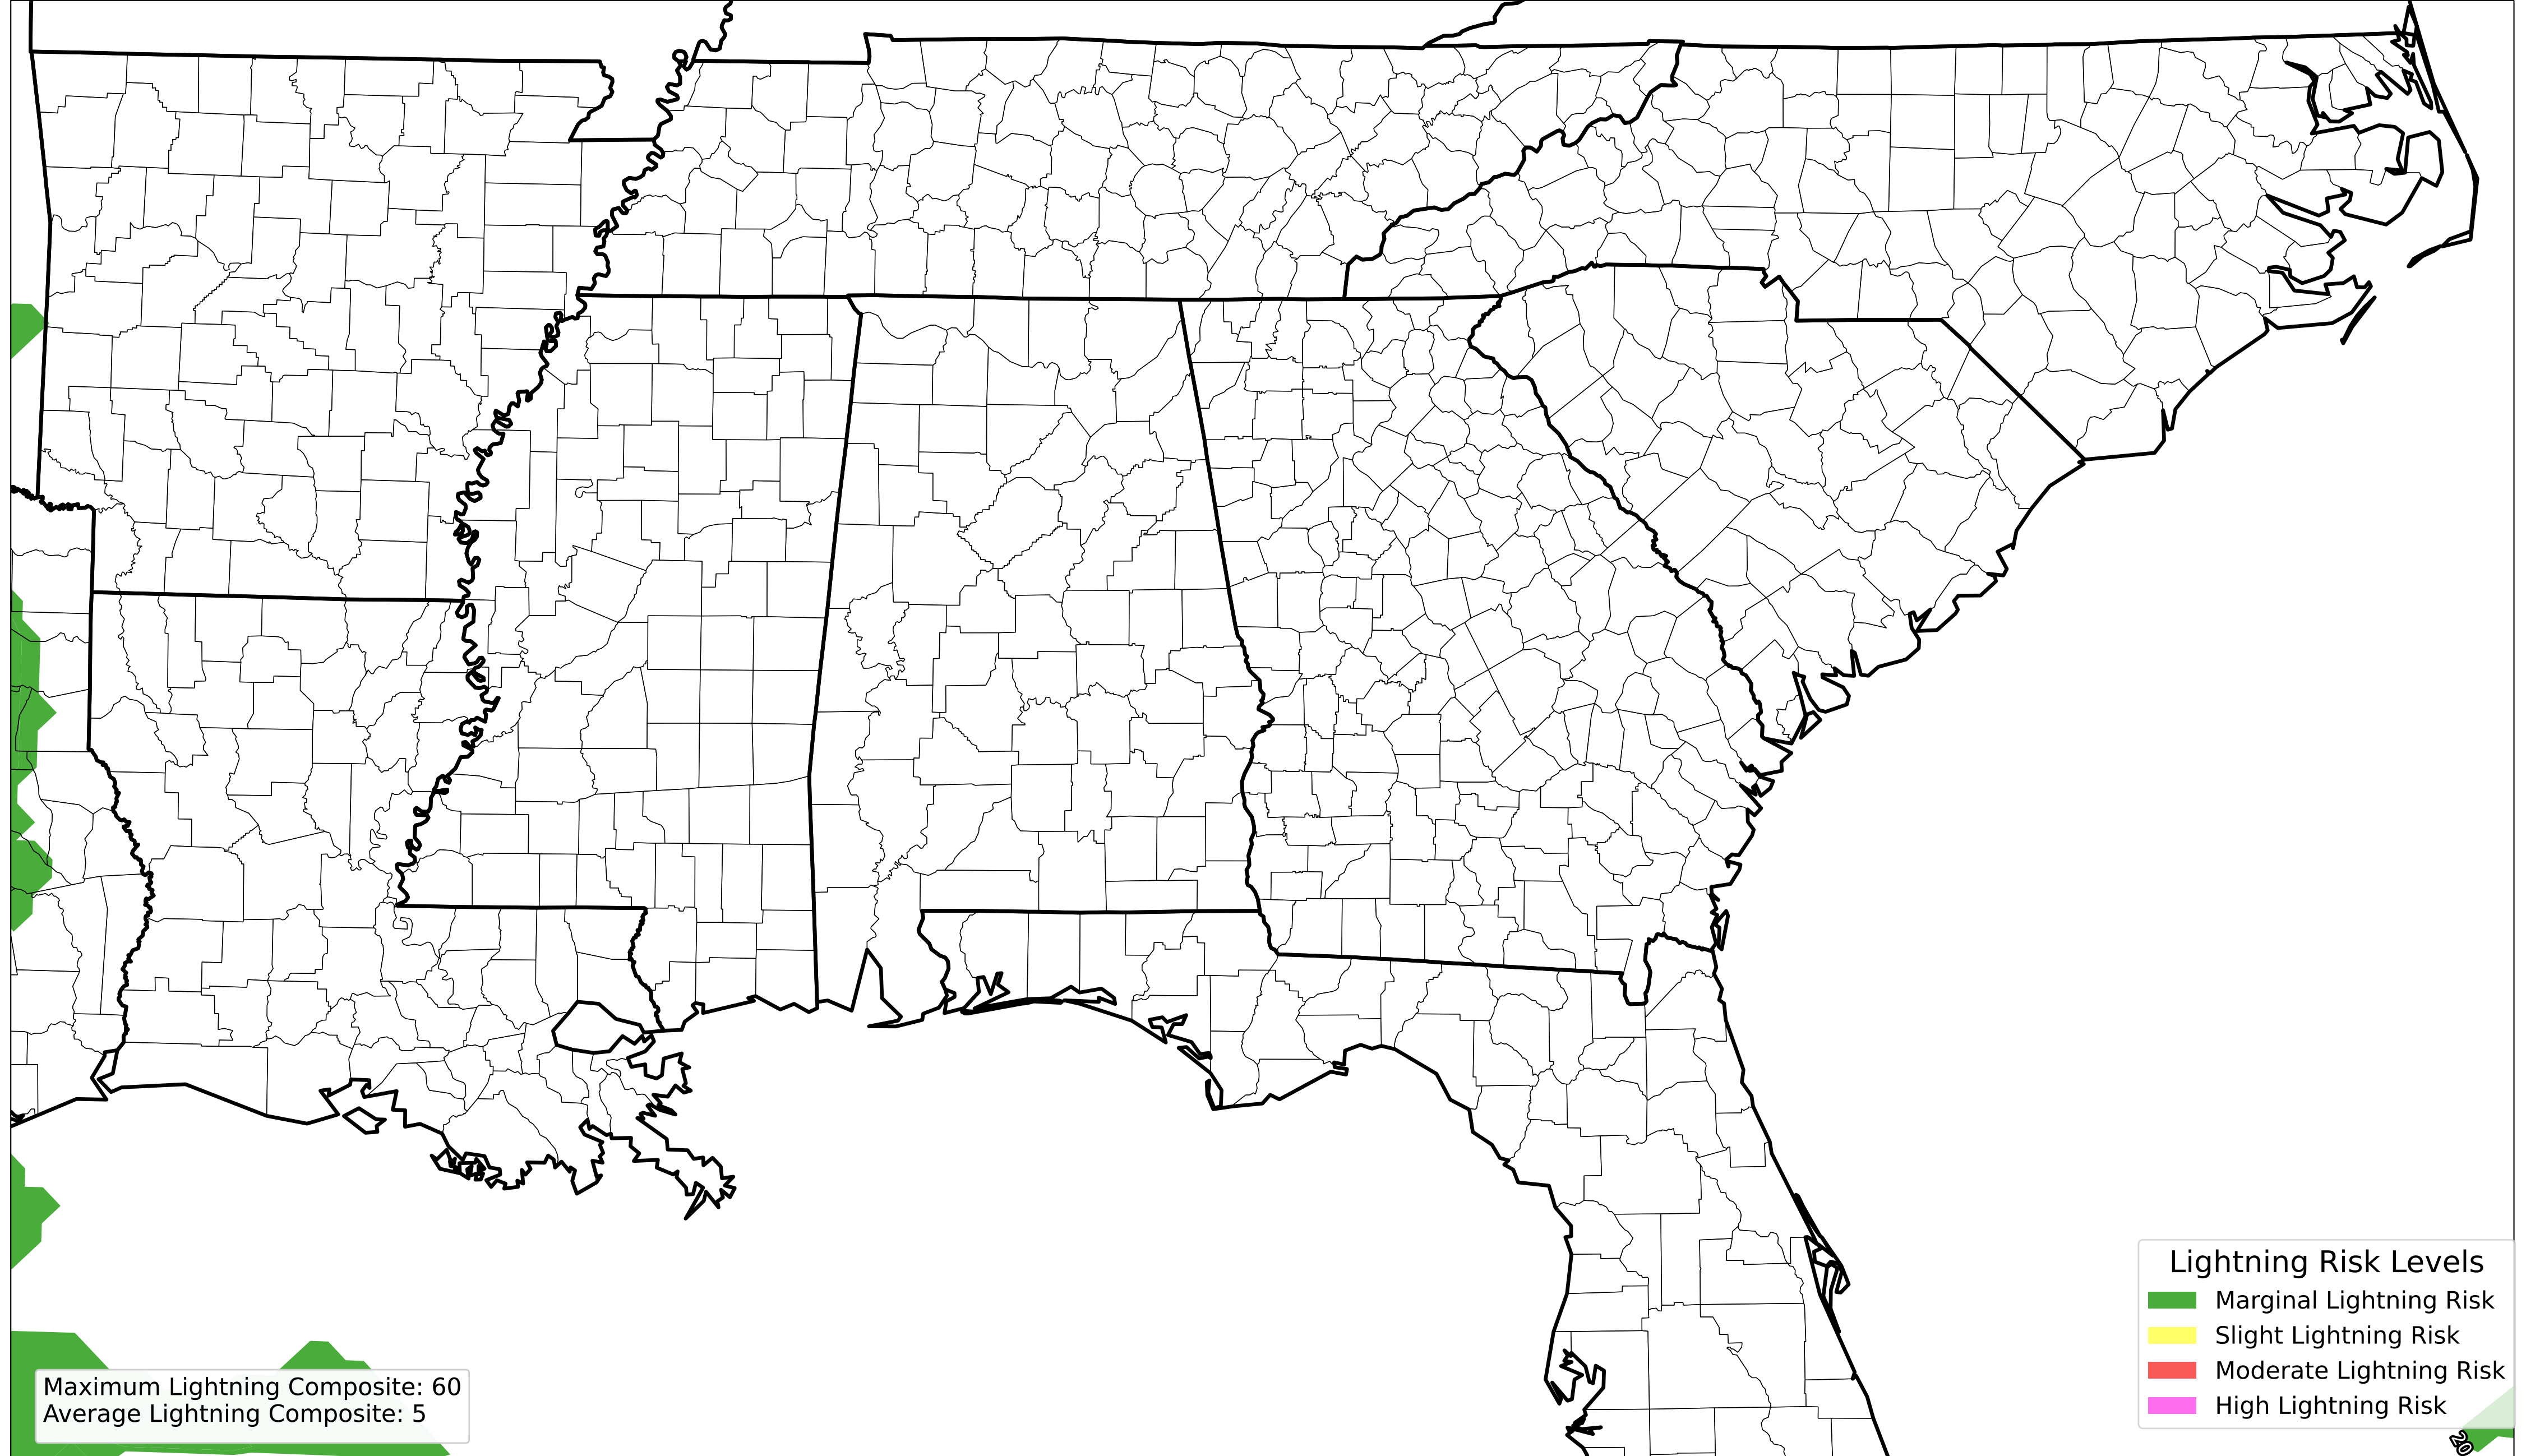 Maximum Lightning Composite: 60
Average Lightning Composite: 5
Lightning Risk Levels
Marginal Lightning Risk
Slight Lightning Risk
Moderate Lightning Risk
High Lightning Risk
20